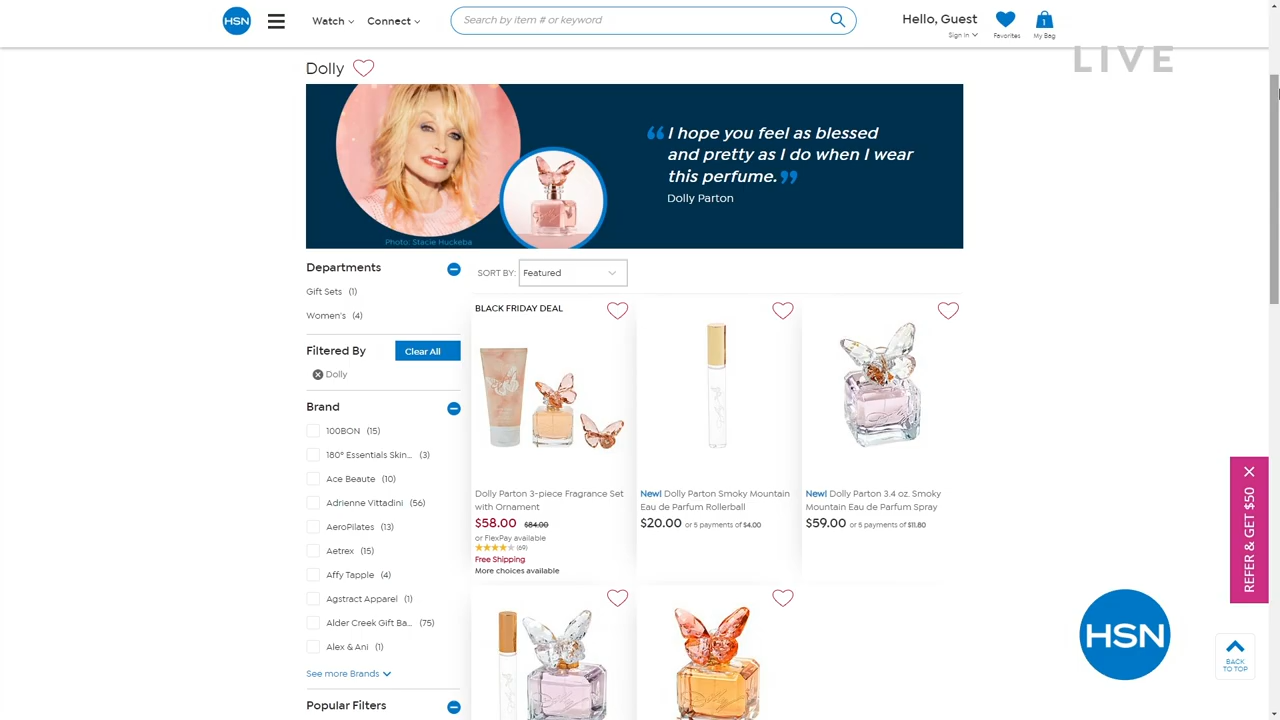 HSN
Watch
Connect
Search by item # or keyword
Hello, Guest
Sign In
Favorites
1
My Bag
LIVE
Dolly
“ I hope you feel as blessed
and pretty as I do when I wear
this perfume. ”
Dolly Parton
Photo: Stacie Huckeba
Departments
Gift Sets (1)
Women's (4)
Filtered By
Clear All
Dolly
Brand
100BON (15)
180° Essentials Skin... (3)
Ace Beaute (10)
Adrienne Vittadini (56)
AeroPilates (13)
Aetrex (15)
Affy Tapple (4)
Agstract Apparel (1)
Alder Creek Gift Ba... (75)
Alex & Ani (1)
See more Brands
Popular Filters
SORT BY: Featured
BLACK FRIDAY DEAL
Dolly Parton 3-piece Fragrance Set
with Ornament
$58.00 $84.00
or FlexPay available
(69)
Free Shipping
More choices available
New! Dolly Parton Smoky Mountain
Eau de Parfum Rollerball
$20.00 or 5 payments of $4.00
New! Dolly Parton 3.4 oz. Smoky
Mountain Eau de Parfum Spray
$59.00 or 5 payments of $11.80
REFER & GET $50
HSN
BACK
TO TOP